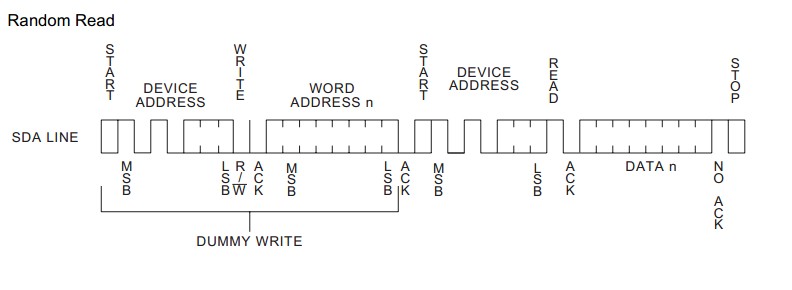 Random Read
START
DEVICE
ADDRESS
WRITE
WORD
ADDRESS n
START
DEVICE
ADDRESS
READ
STOP
SDA LINE
MSB
LSB
R/W
ACK
MSB
LSB
ACK
MSB
LSB
ACK
DATA n
NO ACK
DUMMY WRITE